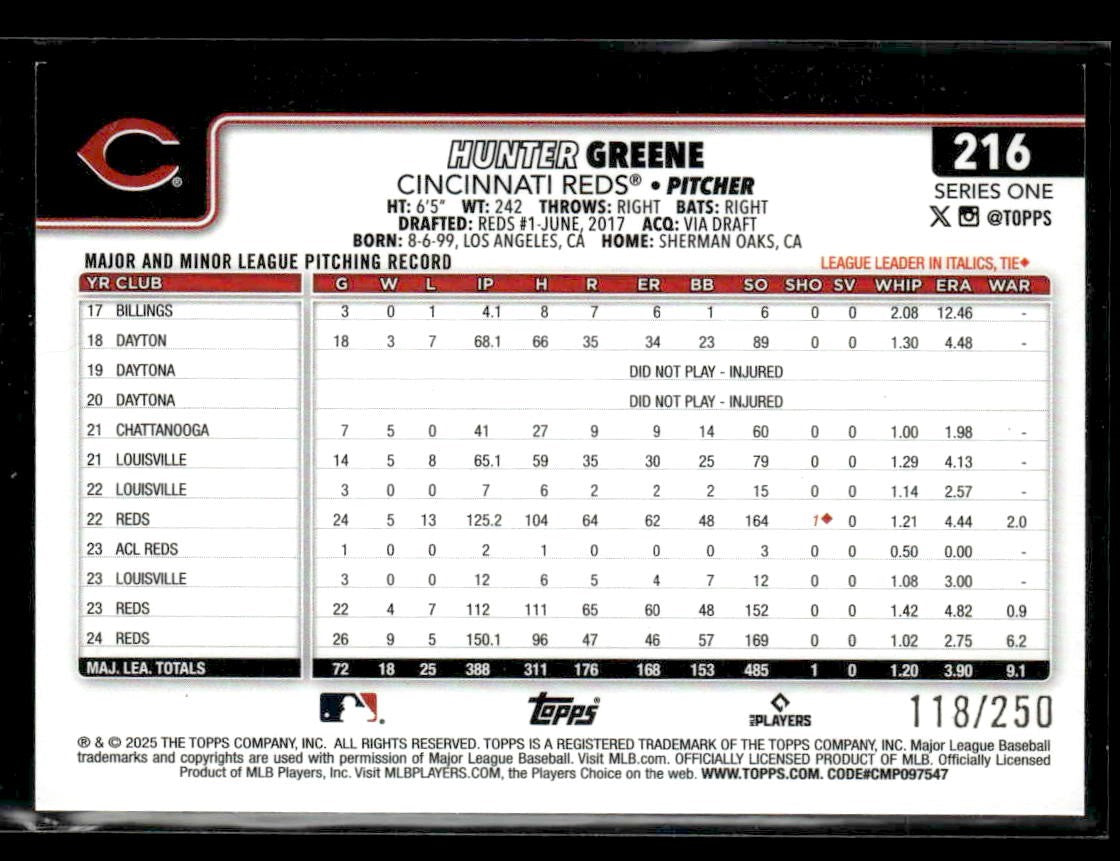 HUNTER GREENE
216
CINCINNATI REDS® • PITCHER
SERIES ONE
HT: 6'5" WT: 242 THROWS: RIGHT BATS: RIGHT
@TOPPS
DRAFTED: REDS #1-JUNE, 2017 ACQ: VIA DRAFT
BORN: 8-6-99, LOS ANGELES, CA HOME: SHERMAN OAKS, CA
MAJOR AND MINOR LEAGUE PITCHING RECORD LEAGUE LEADER IN ITALICS, TIE♦
YR CLUB G W L IP H R ER BB SO SHO SV WHIP ERA WAR
17 BILLINGS 3 0 1 4.1 8 7 6 1 6 0 0 2.08 12.46 -
18 DAYTON 18 3 7 68.1 66 35 34 23 89 0 0 1.30 4.48 -
19 DAYTONA DID NOT PLAY - INJURED
20 DAYTONA DID NOT PLAY - INJURED
21 CHATTANOOGA 7 5 0 41 27 9 9 14 60 0 0 1.00 1.98 -
21 LOUISVILLE 14 5 8 65.1 59 35 30 25 79 0 0 1.29 4.13 -
22 LOUISVILLE 3 0 0 7 6 2 2 2 15 0 0 1.14 2.57 -
22 REDS 24 5 13 125.2 104 64 62 48 164 1♦ 0 1.21 4.44 2.0
23 ACL REDS 1 0 0 2 1 0 0 0 3 0 0 0.50 0.00 -
23 LOUISVILLE 3 0 0 12 6 5 4 7 12 0 0 1.08 3.00 -
23 REDS 22 4 7 112 111 65 60 48 152 0 0 1.42 4.82 0.9
24 REDS 26 9 5 150.1 96 47 46 57 169 0 0 1.02 2.75 6.2
MAJ. LEA. TOTALS 72 18 25 388 311 176 168 153 485 1 0 1.20 3.90 9.1
Topps® PLAYERS 118/250
® & © 2025 THE TOPPS COMPANY, INC. ALL RIGHTS RESERVED. TOPPS IS A REGISTERED TRADEMARK OF THE TOPPS COMPANY, INC. Major League Baseball
trademarks and copyrights are used with permission of Major League Baseball. Visit MLB.com. OFFICIALLY LICENSED PRODUCT OF MLB. Officially Licensed
Product of MLB Players, Inc. Visit MLBPLAYERS.COM, the Players Choice on the web. WWW.TOPPS.COM. CODE#CMP097547